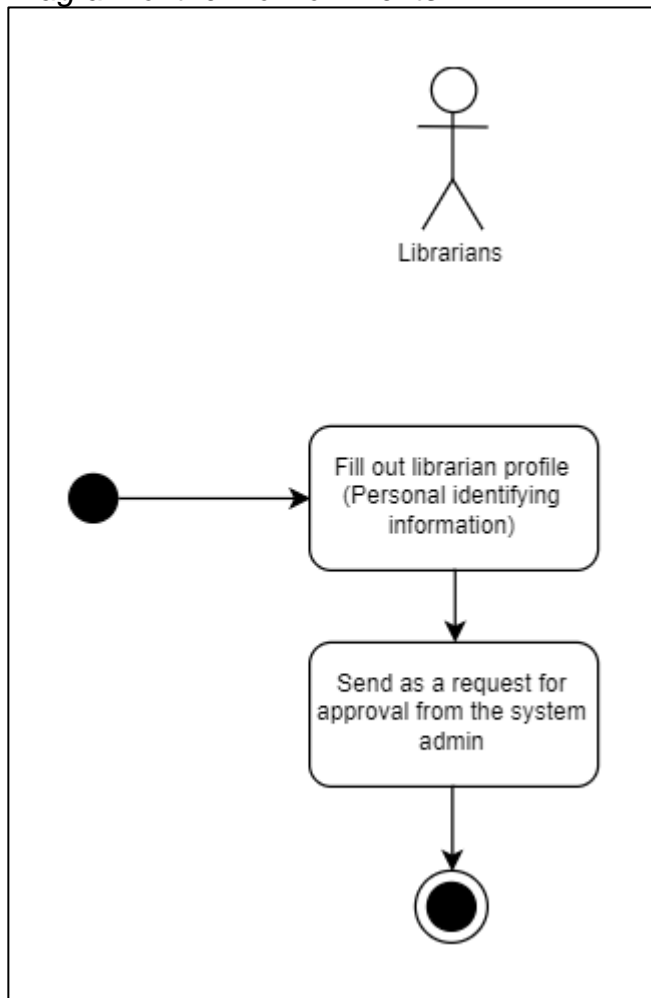 Librarians
Fill out librarian profile
(Personal identifying
information)
Send as a request for
approval from the system
admin